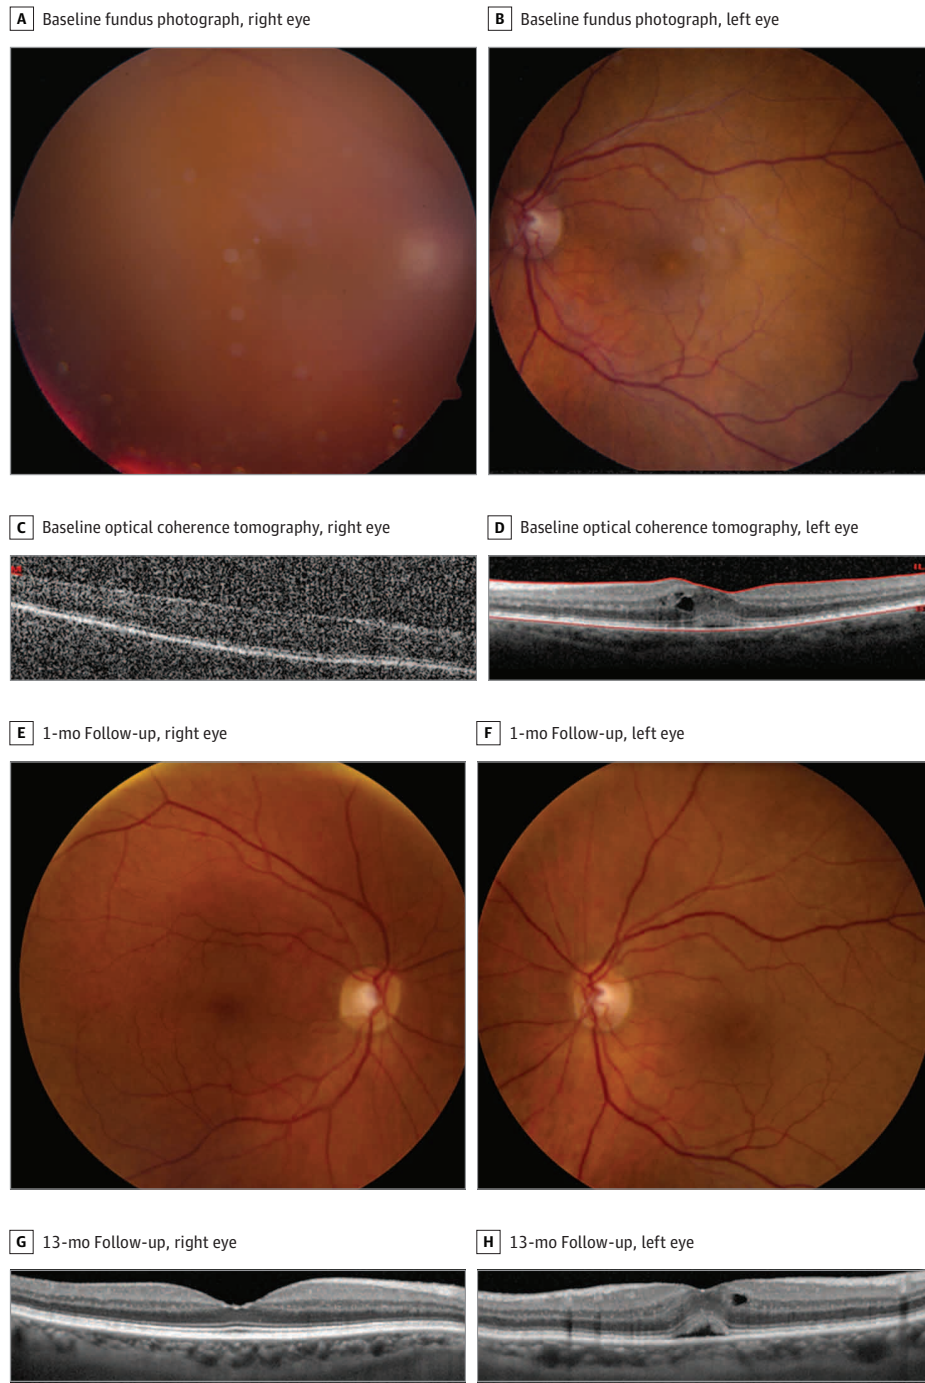 A Baseline fundus photograph, right eye
B Baseline fundus photograph, left eye
C Baseline optical coherence tomography, right eye
D Baseline optical coherence tomography, left eye
E 1-mo Follow-up, right eye
F 1-mo Follow-up, left eye
G 13-mo Follow-up, right eye
H 13-mo Follow-up, left eye